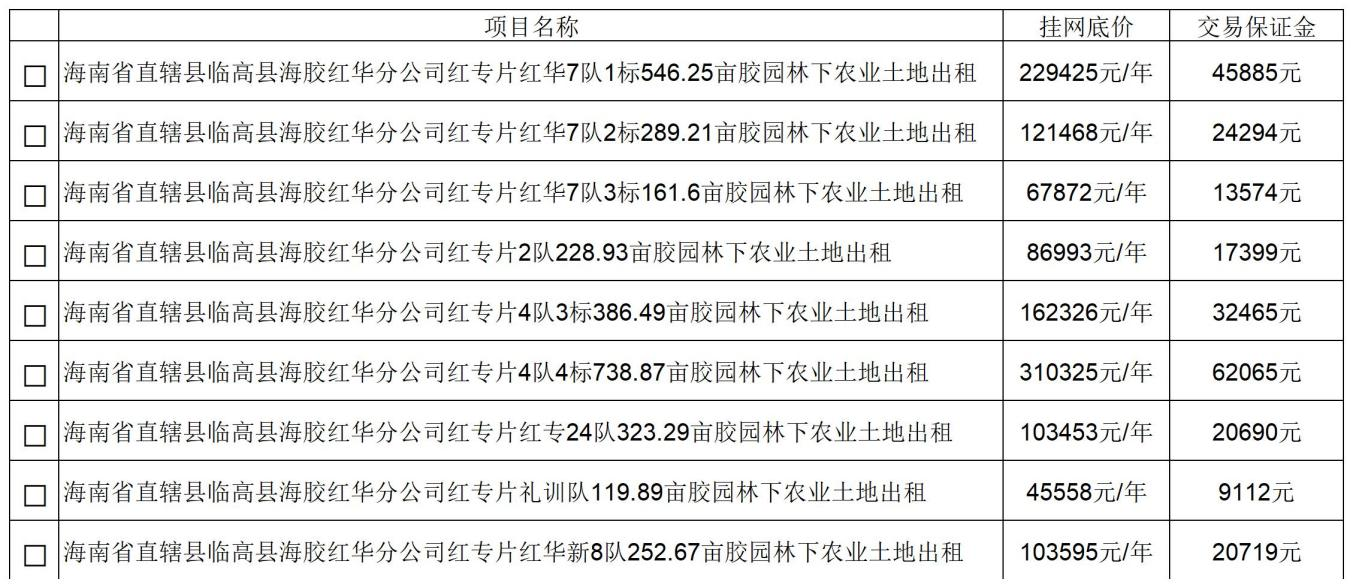 项目名称 挂网底价 交易保证金
□ 海南省直辖县临高县海胶红华分公司红专片红华7队1标546.25亩胶园林下农业土地出租 229425元/年 45885元
□ 海南省直辖县临高县海胶红华分公司红专片红华7队2标289.21亩胶园林下农业土地出租 121468元/年 24294元
□ 海南省直辖县临高县海胶红华分公司红专片红华7队3标161.6亩胶园林下农业土地出租 67872元/年 13574元
□ 海南省直辖县临高县海胶红华分公司红专片2队228.93亩胶园林下农业土地出租 86993元/年 17399元
□ 海南省直辖县临高县海胶红华分公司红专片4队3标386.49亩胶园林下农业土地出租 162326元/年 32465元
□ 海南省直辖县临高县海胶红华分公司红专片4队4标738.87亩胶园林下农业土地出租 310325元/年 62065元
□ 海南省直辖县临高县海胶红华分公司红专片红专24队323.29亩胶园林下农业土地出租 103453元/年 20690元
□ 海南省直辖县临高县海胶红华分公司红专片礼训队119.89亩胶园林下农业土地出租 45558元/年 9112元
□ 海南省直辖县临高县海胶红华分公司红专片红华新8队252.67亩胶园林下农业土地出租 103595元/年 20719元